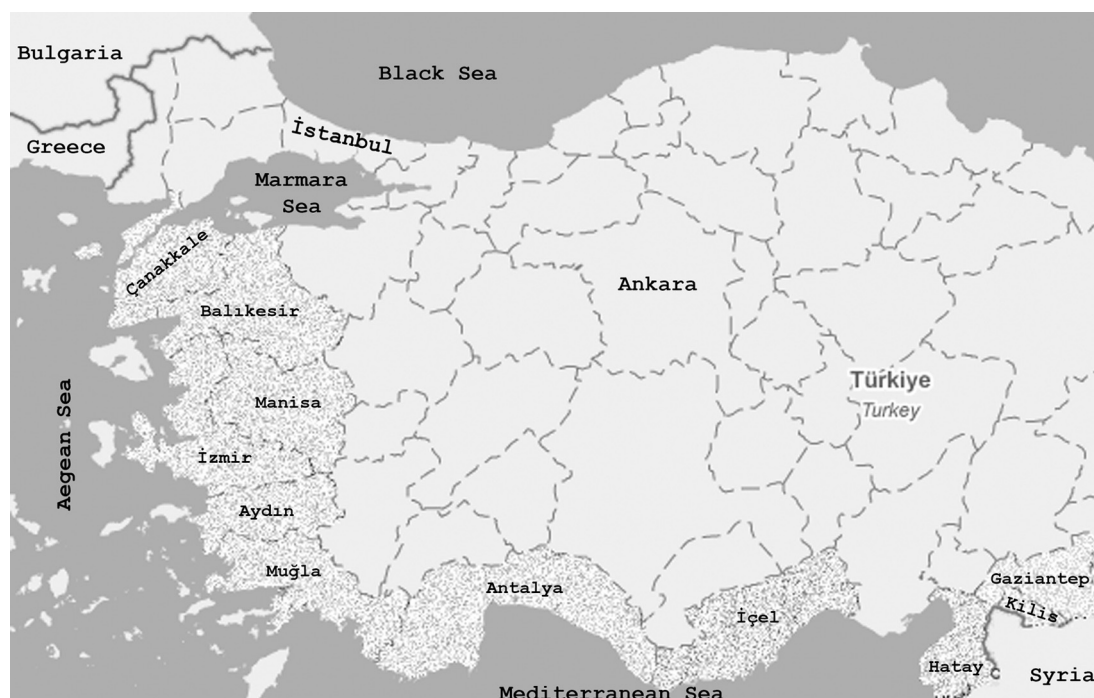 Bulgaria
Black Sea
İstanbul
Greece
Marmara
Sea
Çanakkale
Ankara
Balıkesir
Türkiye
Turkey
Manisa
Aegean Sea
İzmir
Aydın
Muğla
Antalya
Gaziantep
Kilis
İçel
Hatay
Syria
Mediterranean Sea